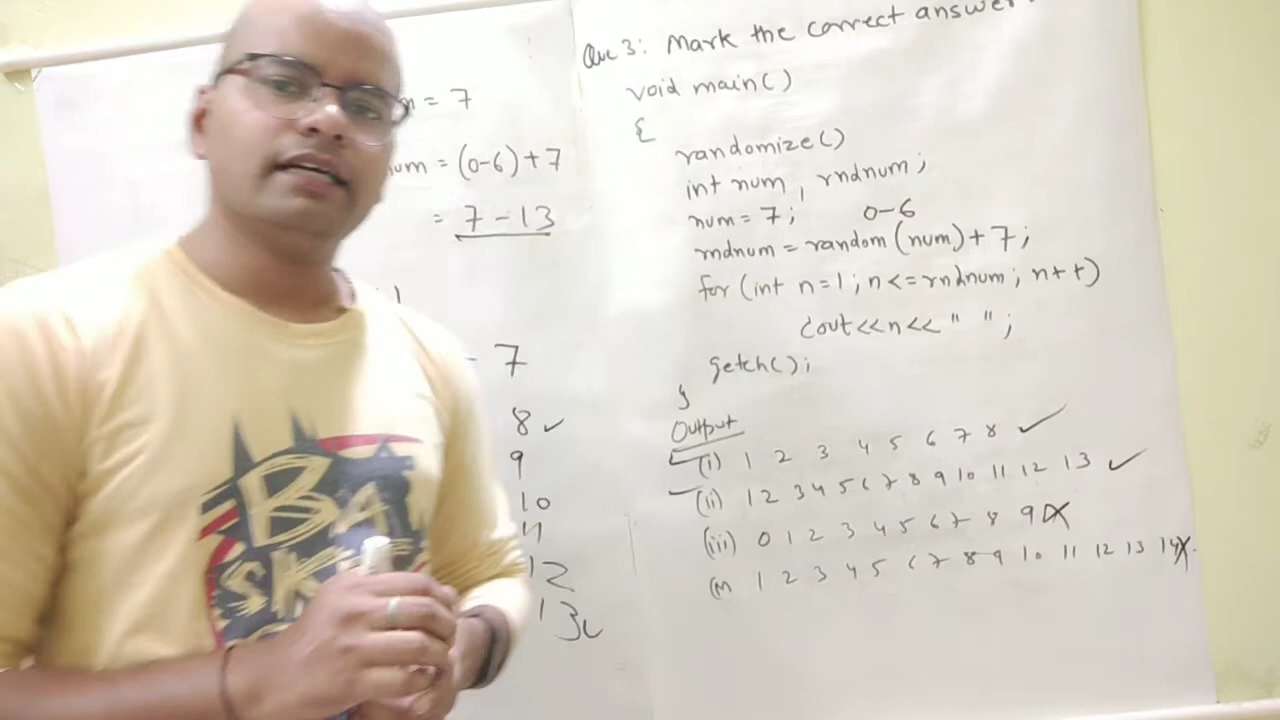 = 7
= (0-6) + 7
= 7 - 13
- 7
8 ✓
9
10
11
12
13
Que 3: Mark the correct answer.
void main()
{
randomize()
int num, rndnum;
num = 7; 0-6
rndnum = random (num) + 7;
for (int n=1; n<=rndnum; n++)
cout<<n<< " ";
getch();
}
Output
(i) 1 2 3 4 5 6 7 8 ✓
(ii) 1 2 3 4 5 6 7 8 9 10 11 12 13 ✓
(iii) 0 1 2 3 4 5 6 7 8 9 X
(iv) 1 2 3 4 5 6 7 8 9 10 11 12 13 14 X
BA
SK